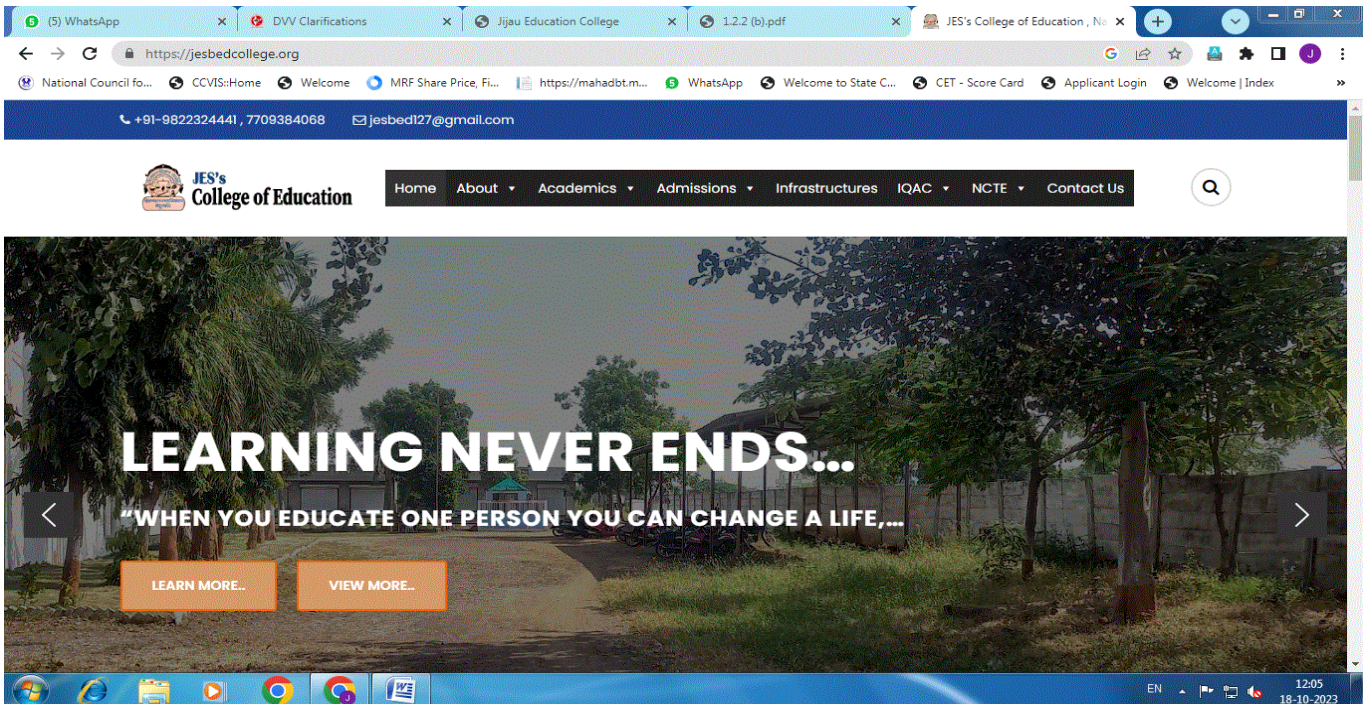 (5) WhatsApp
DVV Clarifications
Jijau Education College
1.2.2 (b).pdf
JES's College of Education , Na
https://jesbedcollege.org
National Council fo...
CCVIS::Home
Welcome
MRF Share Price, Fi...
https://mahadbt.m...
WhatsApp
Welcome to State C...
CET - Score Card
Applicant Login
Welcome | Index
»
+91-9822324441 , 7709384068
jesbed127@gmail.com
JES's
College of Education
Home
About
Academics
Admissions
Infrastructures
IQAC
NCTE
Contact Us
LEARNING NEVER ENDS...
“WHEN YOU EDUCATE ONE PERSON YOU CAN CHANGE A LIFE,...
LEARN MORE..
VIEW MORE..
EN
12:05
18-10-2023